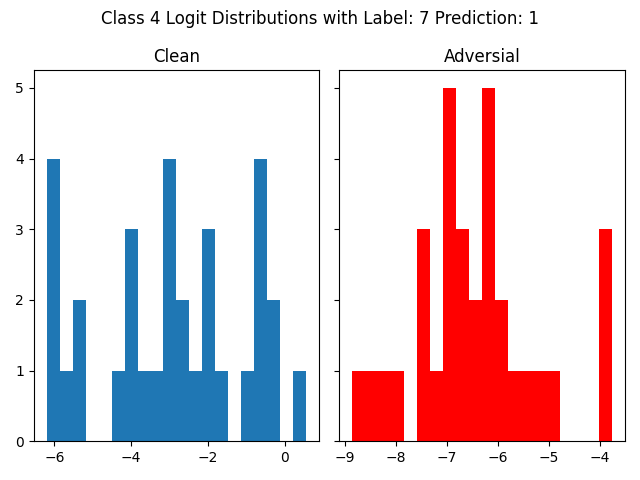 Class 4 Logit Distributions with Label: 7 Prediction: 1
Clean
Adversial
5
4
3
2
1
0
−6 −4 −2 0
−9 −8 −7 −6 −5 −4